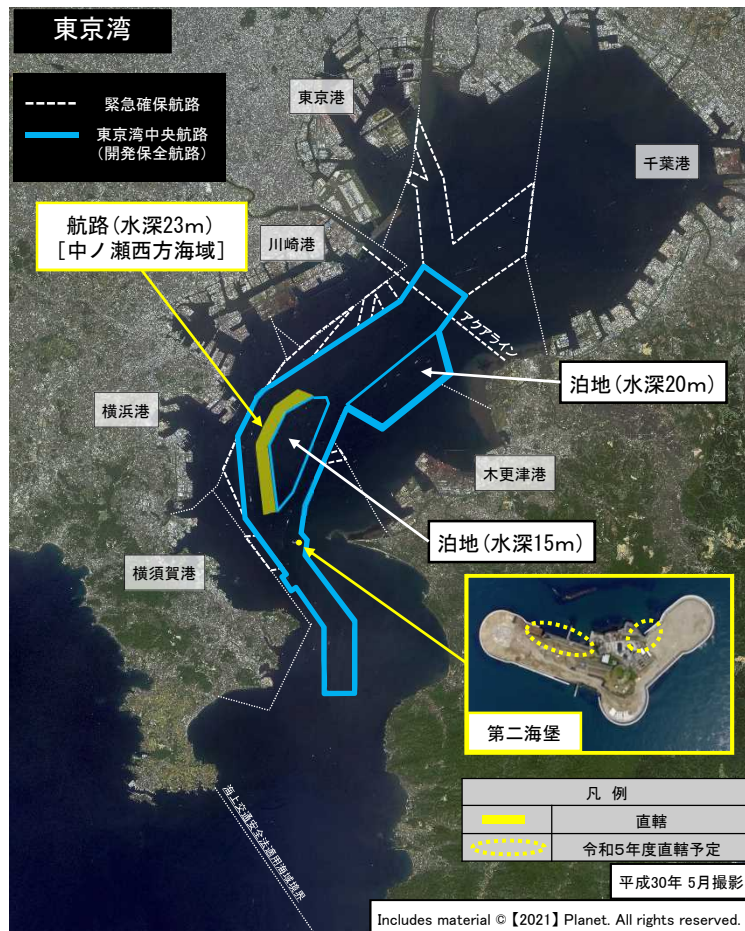 東京湾
緊急確保航路
東京湾中央航路
(開発保全航路)
東京港
千葉港
航路(水深23m)
[中ノ瀬西方海域]
川崎港
アクアライン
泊地(水深20m)
横浜港
木更津港
泊地(水深15m)
横須賀港
第二海堡
海上交通安全法適用海域境界
凡 例
直轄
令和5年度直轄予定
平成30年 5月撮影
Includes material © 【2021】 Planet. All rights reserved.